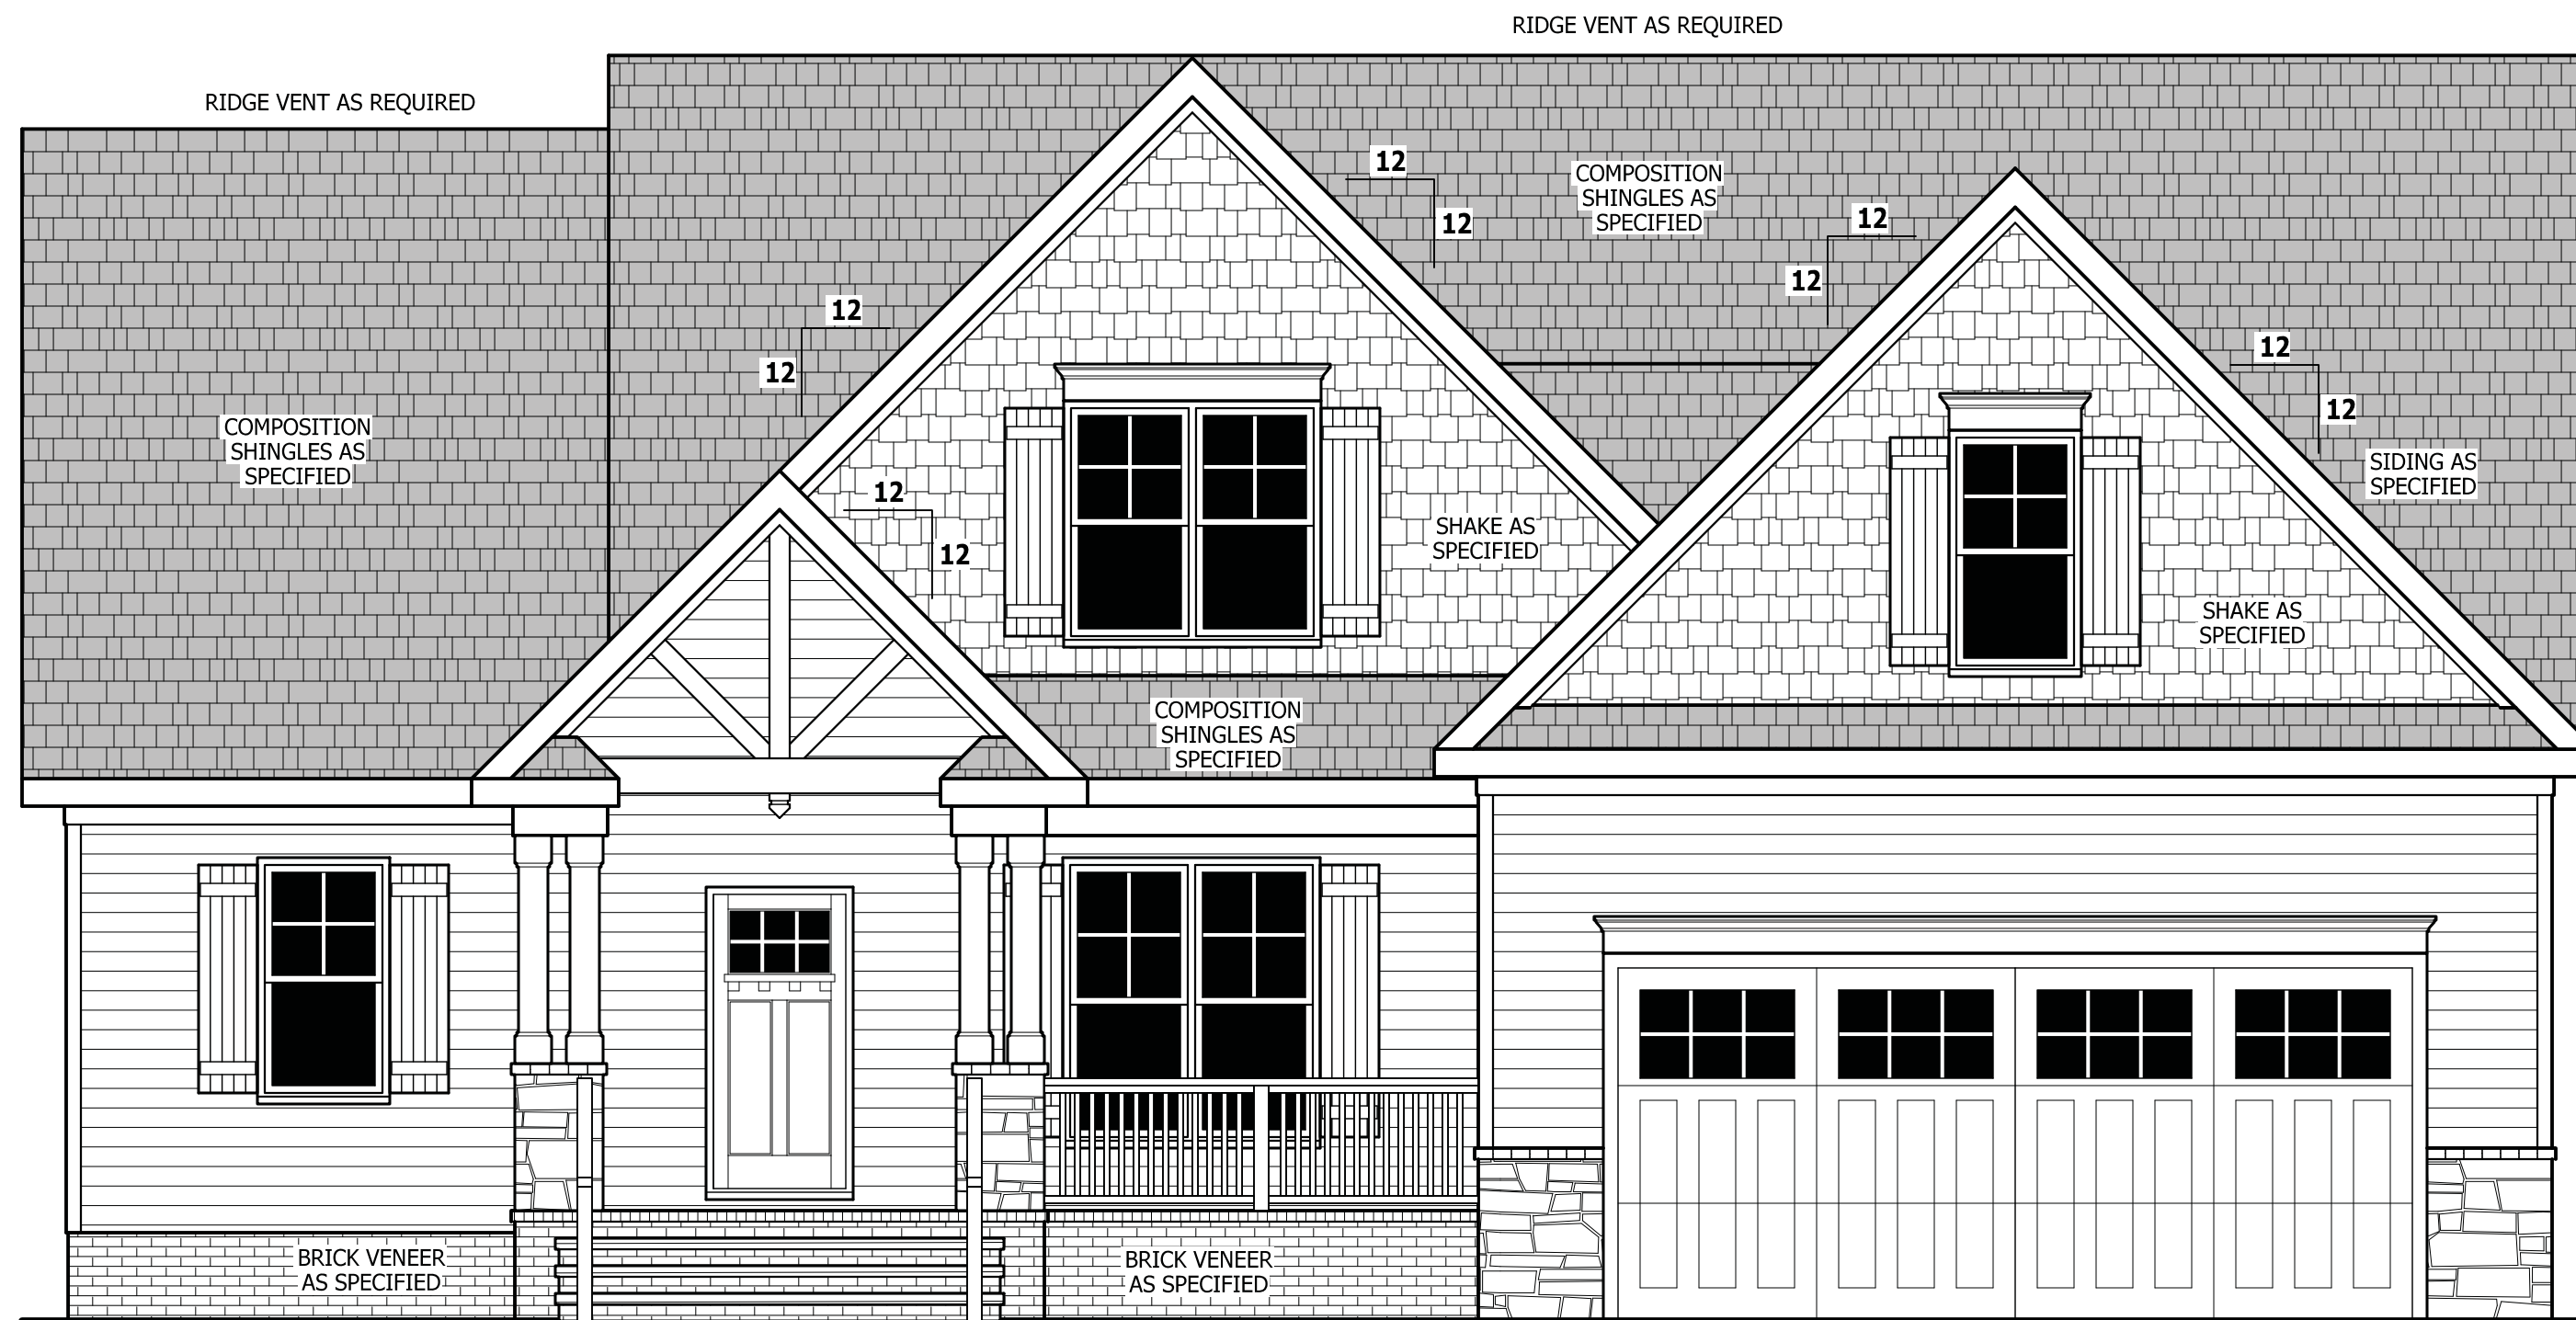 RIDGE VENT AS REQUIRED
RIDGE VENT AS REQUIRED
12
12
COMPOSITION
SHINGLES AS
SPECIFIED
12
12
12
12
12
12
COMPOSITION
SHINGLES AS
SPECIFIED
SIDING AS
SPECIFIED
12
12
SHAKE AS
SPECIFIED
SHAKE AS
SPECIFIED
COMPOSITION
SHINGLES AS
SPECIFIED
BRICK VENEER
AS SPECIFIED
BRICK VENEER
AS SPECIFIED